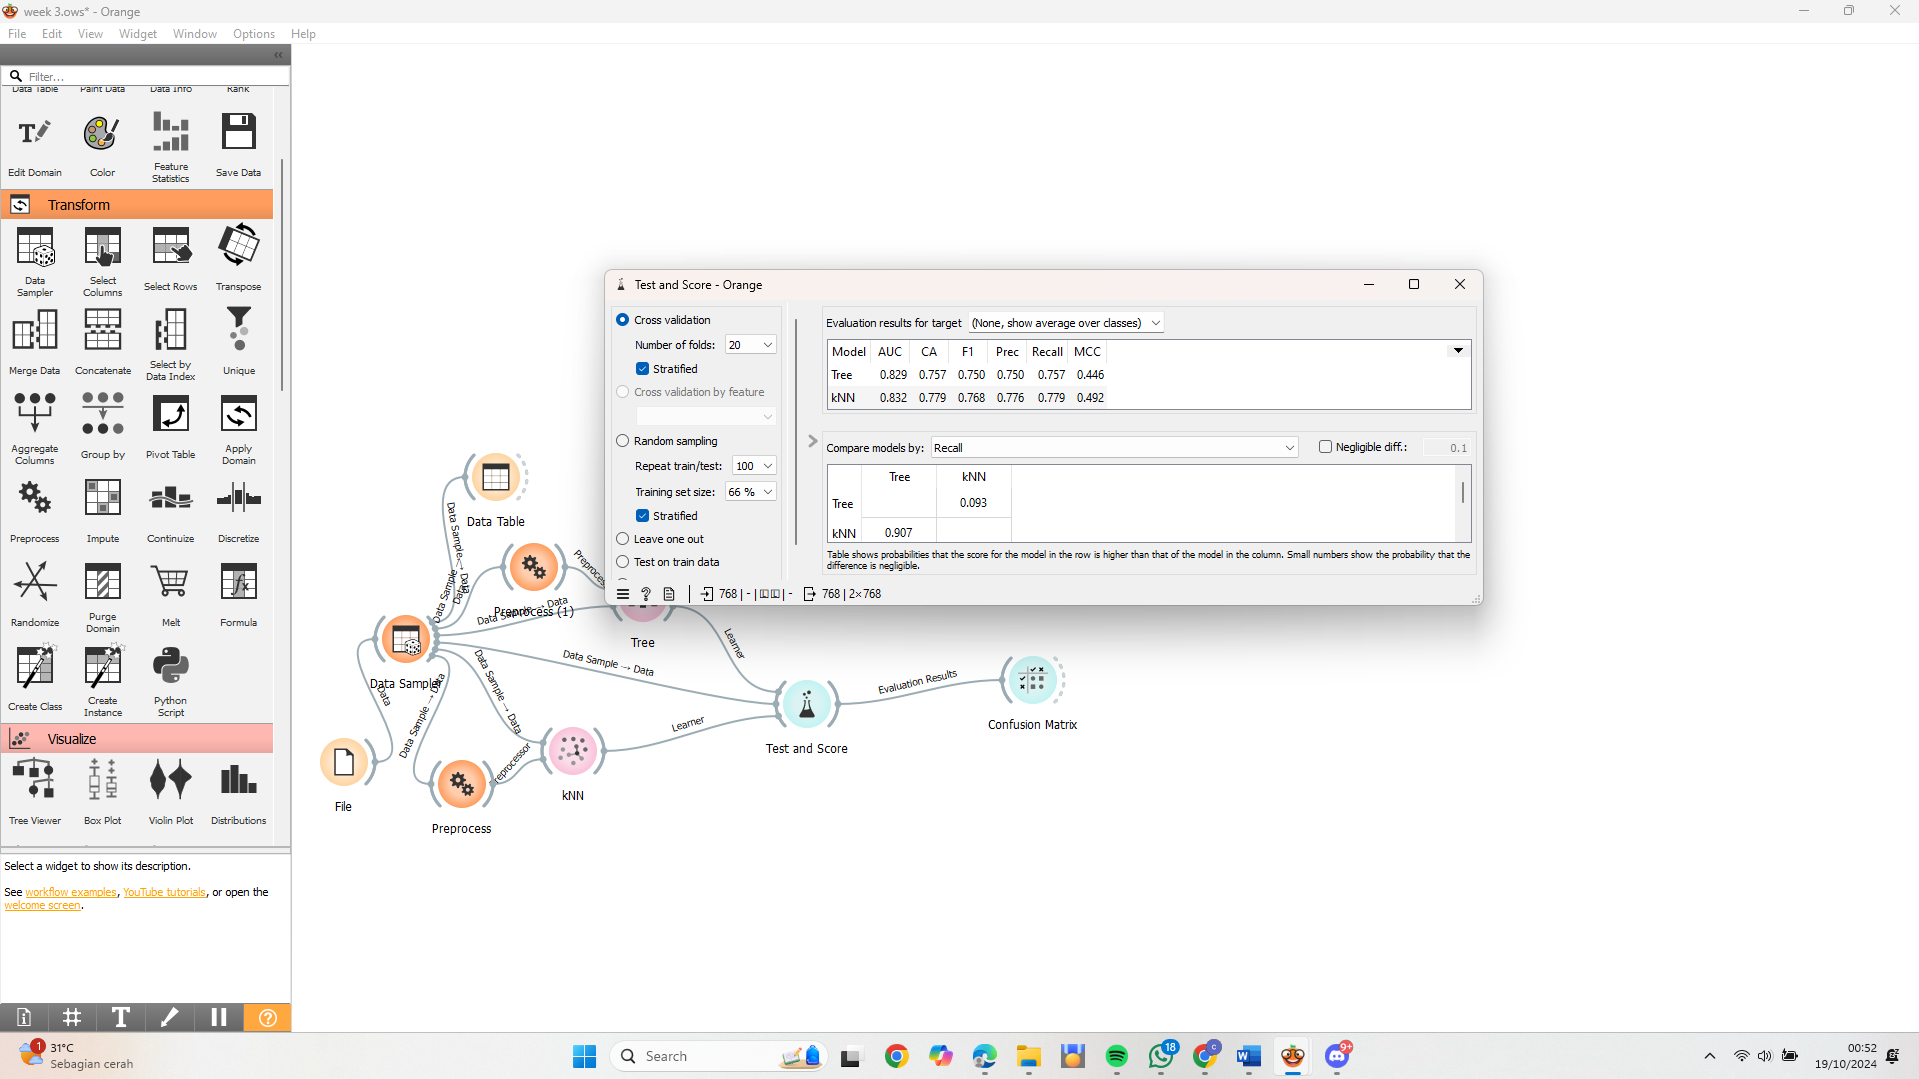 week 3.ows* - Orange
File Edit View Widget Window Options Help
Filter...
Data Table Paint Data Data Info Rank
Edit Domain Color Feature Statistics Save Data
Transform
Data Sampler Select Columns Select Rows Transpose
Merge Data Concatenate Select by Data Index Unique
Aggregate Columns Group by Pivot Table Apply Domain
Preprocess Impute Continuize Discretize
Randomize Purge Domain Melt Formula
Create Class Create Instance Python Script
Visualize
Tree Viewer Box Plot Violin Plot Distributions
Select a widget to show its description.
See workflow examples, YouTube tutorials, or open the
welcome screen.
Data Table
Data Sample → Data
Preprocess (1)
Data Sample → Data
Data Sample → Data
Tree
Learner
Data Sampler
Data
Data Sample → Data
Data Sample → Data
Data Sample → Data
File
Preprocess
kNN
Learner
Test and Score
Evaluation Results
Confusion Matrix
Test and Score - Orange
Cross validation
Number of folds: 20
Stratified
Cross validation by feature
Random sampling
Repeat train/test: 100
Training set size: 66 %
Stratified
Leave one out
Test on train data
Evaluation results for target (None, show average over classes)
Model AUC CA F1 Prec Recall MCC
Tree 0.829 0.757 0.750 0.750 0.757 0.446
kNN 0.832 0.779 0.768 0.776 0.779 0.492
Compare models by: Recall Negligible diff.: 0.1
Tree kNN
Tree 0.093
kNN 0.907
Table shows probabilities that the score for the model in the row is higher than that of the model in the column. Small numbers show the probability that the
difference is negligible.
768 | - | - 768 | 2×768
1
31°C
Sebagian cerah
Search
18
9+
00:52
19/10/2024